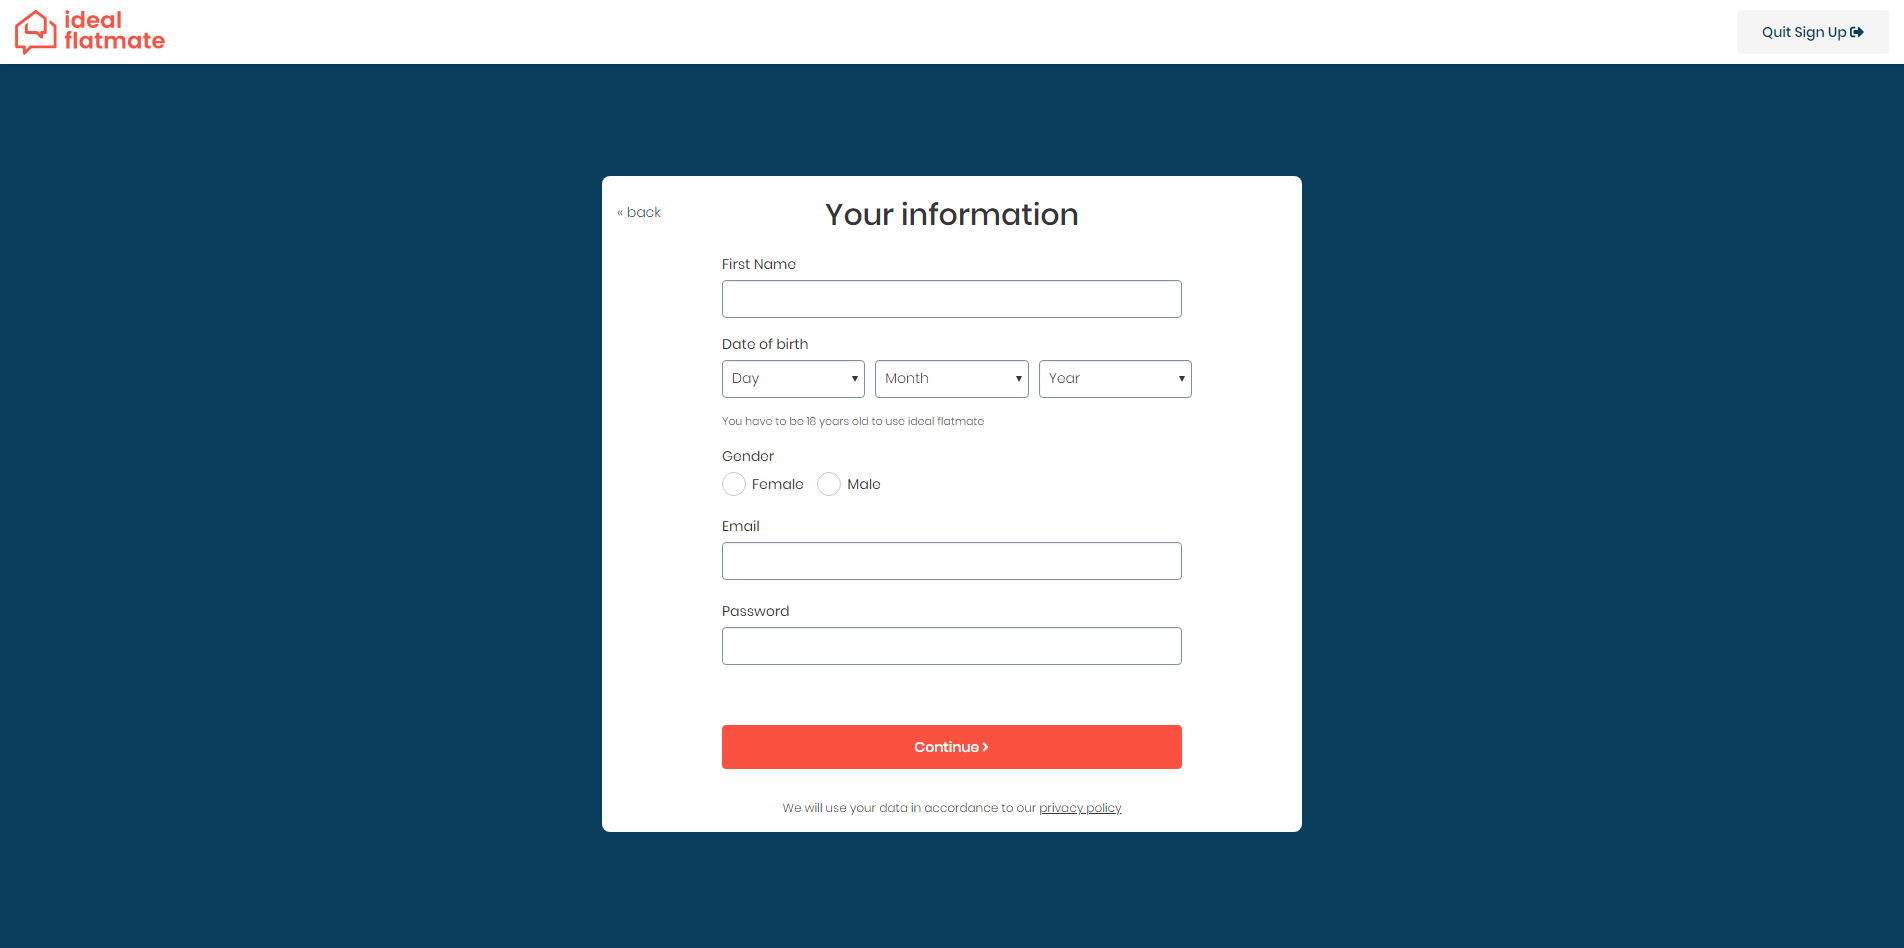 ideal
flatmate
Quit Sign Up
« back
Your information
First Name
Date of birth
Day Month Year
You have to be 18 years old to use ideal flatmate
Gender
Female Male
Email
Password
Continue
We will use your data in accordance to our privacy policy